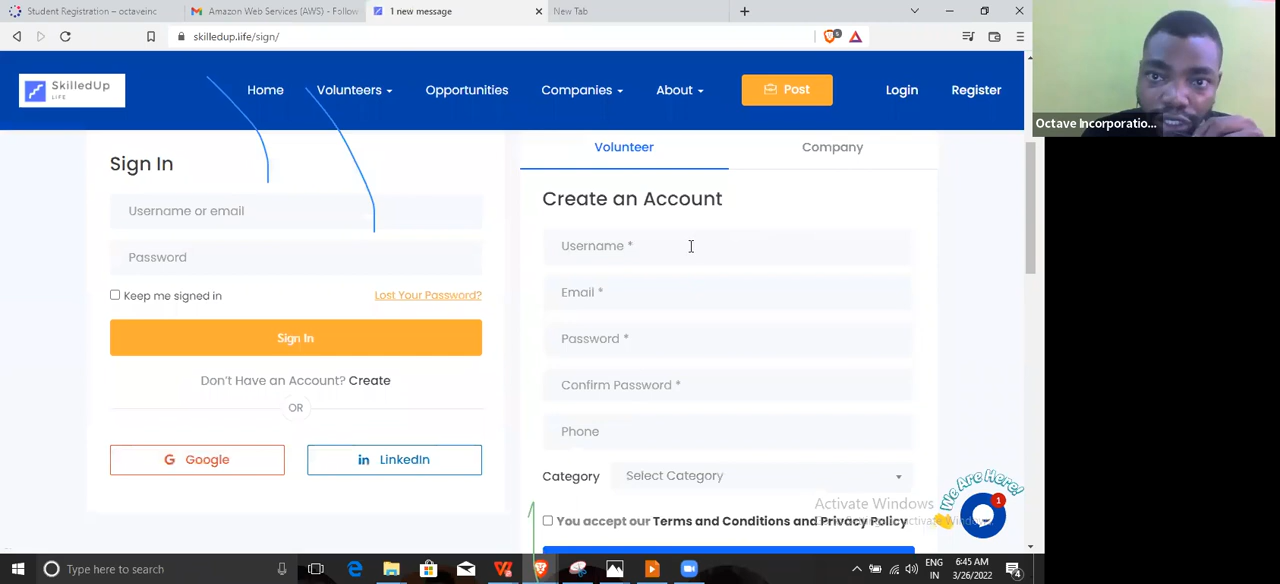 Student Registration – octaveinc
Amazon Web Services (AWS) - Follow
1 new message
New Tab
skilledup.life/sign/
SkilledUp
LIFE
Home
Volunteers
Opportunities
Companies
About
Post
Login
Register
Octave Incorporatio...
Volunteer
Company
Sign In
Create an Account
Username or email
Username *
Password
Email *
Keep me signed in
Lost Your Password?
Sign In
Password *
Don't Have an Account? Create
Confirm Password *
OR
Phone
Google
LinkedIn
Category
Select Category
We Are Here!
1
Activate Windows
You accept our Terms and Conditions and Privacy Policy
Type here to search
ENG
IN
6:45 AM
3/26/2022
4